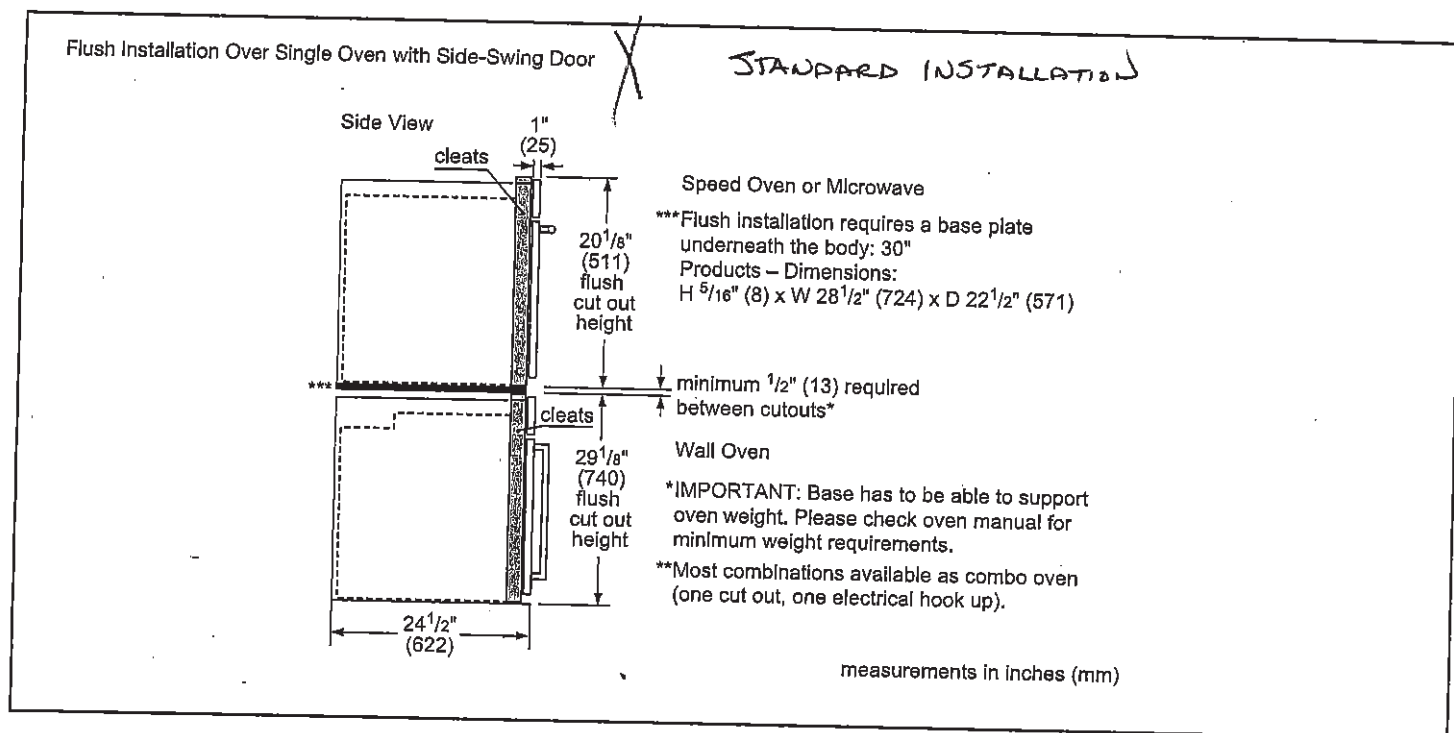 Flush Installation Over Single Oven with Side-Swing Door
X STANDARD INSTALLATION
Side View
1"
(25)
cleats
20 1/8"
(511)
flush
cut out
height
Speed Oven or Microwave
***Flush installation requires a base plate
underneath the body: 30"
Products – Dimensions:
H 5/16" (8) x W 28 1/2" (724) x D 22 1/2" (571)
***
minimum 1/2" (13) required
between cutouts*
cleats
29 1/8"
(740)
flush
cut out
height
Wall Oven
*IMPORTANT: Base has to be able to support
oven weight. Please check oven manual for
minimum weight requirements.
**Most combinations available as combo oven
(one cut out, one electrical hook up).
24 1/2"
(622)
measurements in inches (mm)